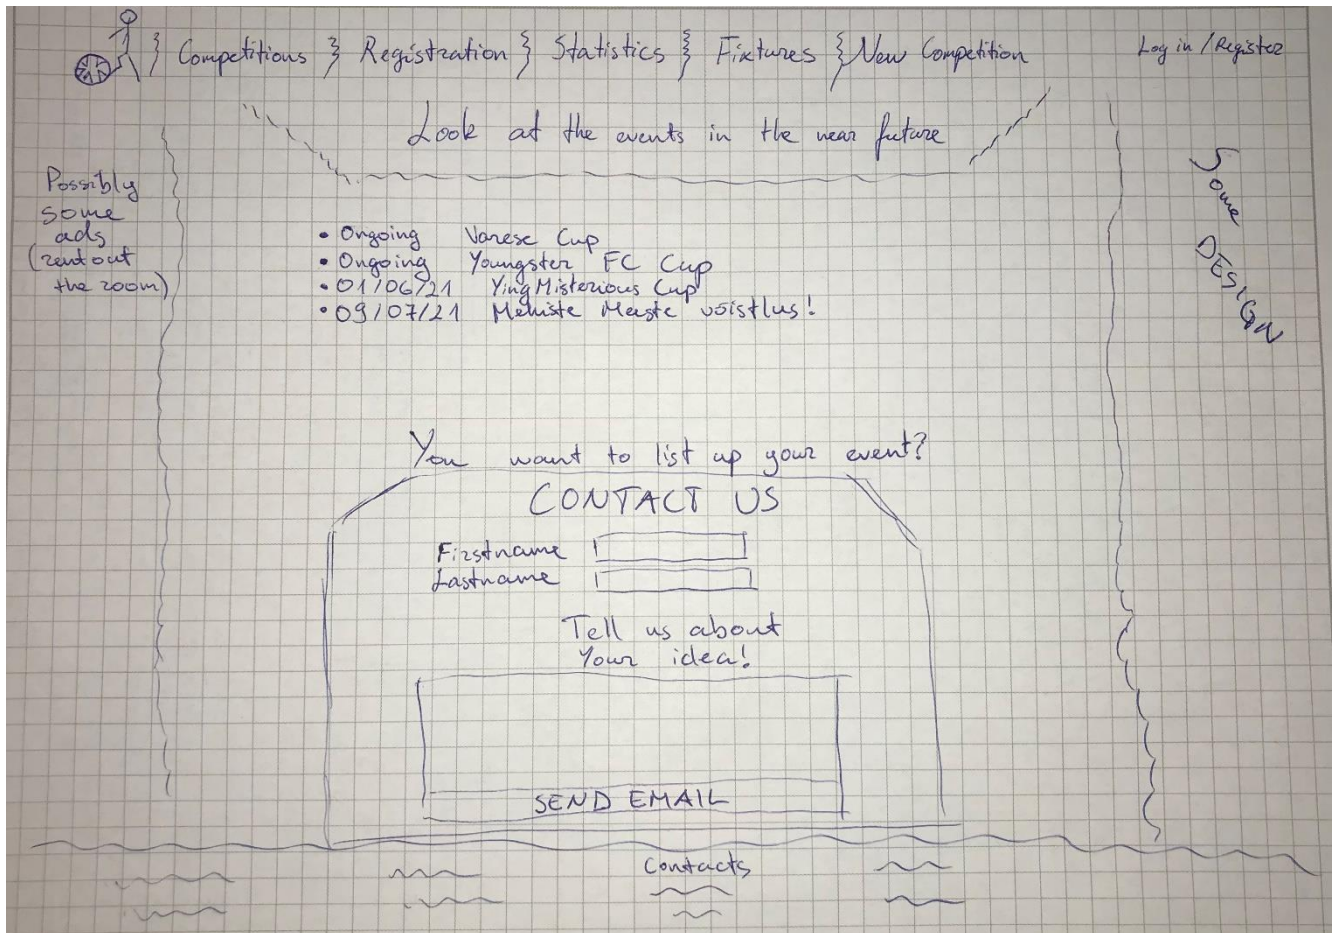 Competitions } Registration } Statistics } Fixtures } New Competition Log in / Register
Look at the events in the near future
Possibly
some
ads
(rent out
the room)
Some
DESIGN
• Ongoing Varese Cup
• Ongoing Youngster FC Cup
• 01/06/21 Ying Misterious Cup
• 09/07/21 Mehiste Meiste võistlus!
You want to list up your event?
CONTACT US
Firstname
Lastname
Tell us about
Your idea!
SEND EMAIL
Contacts